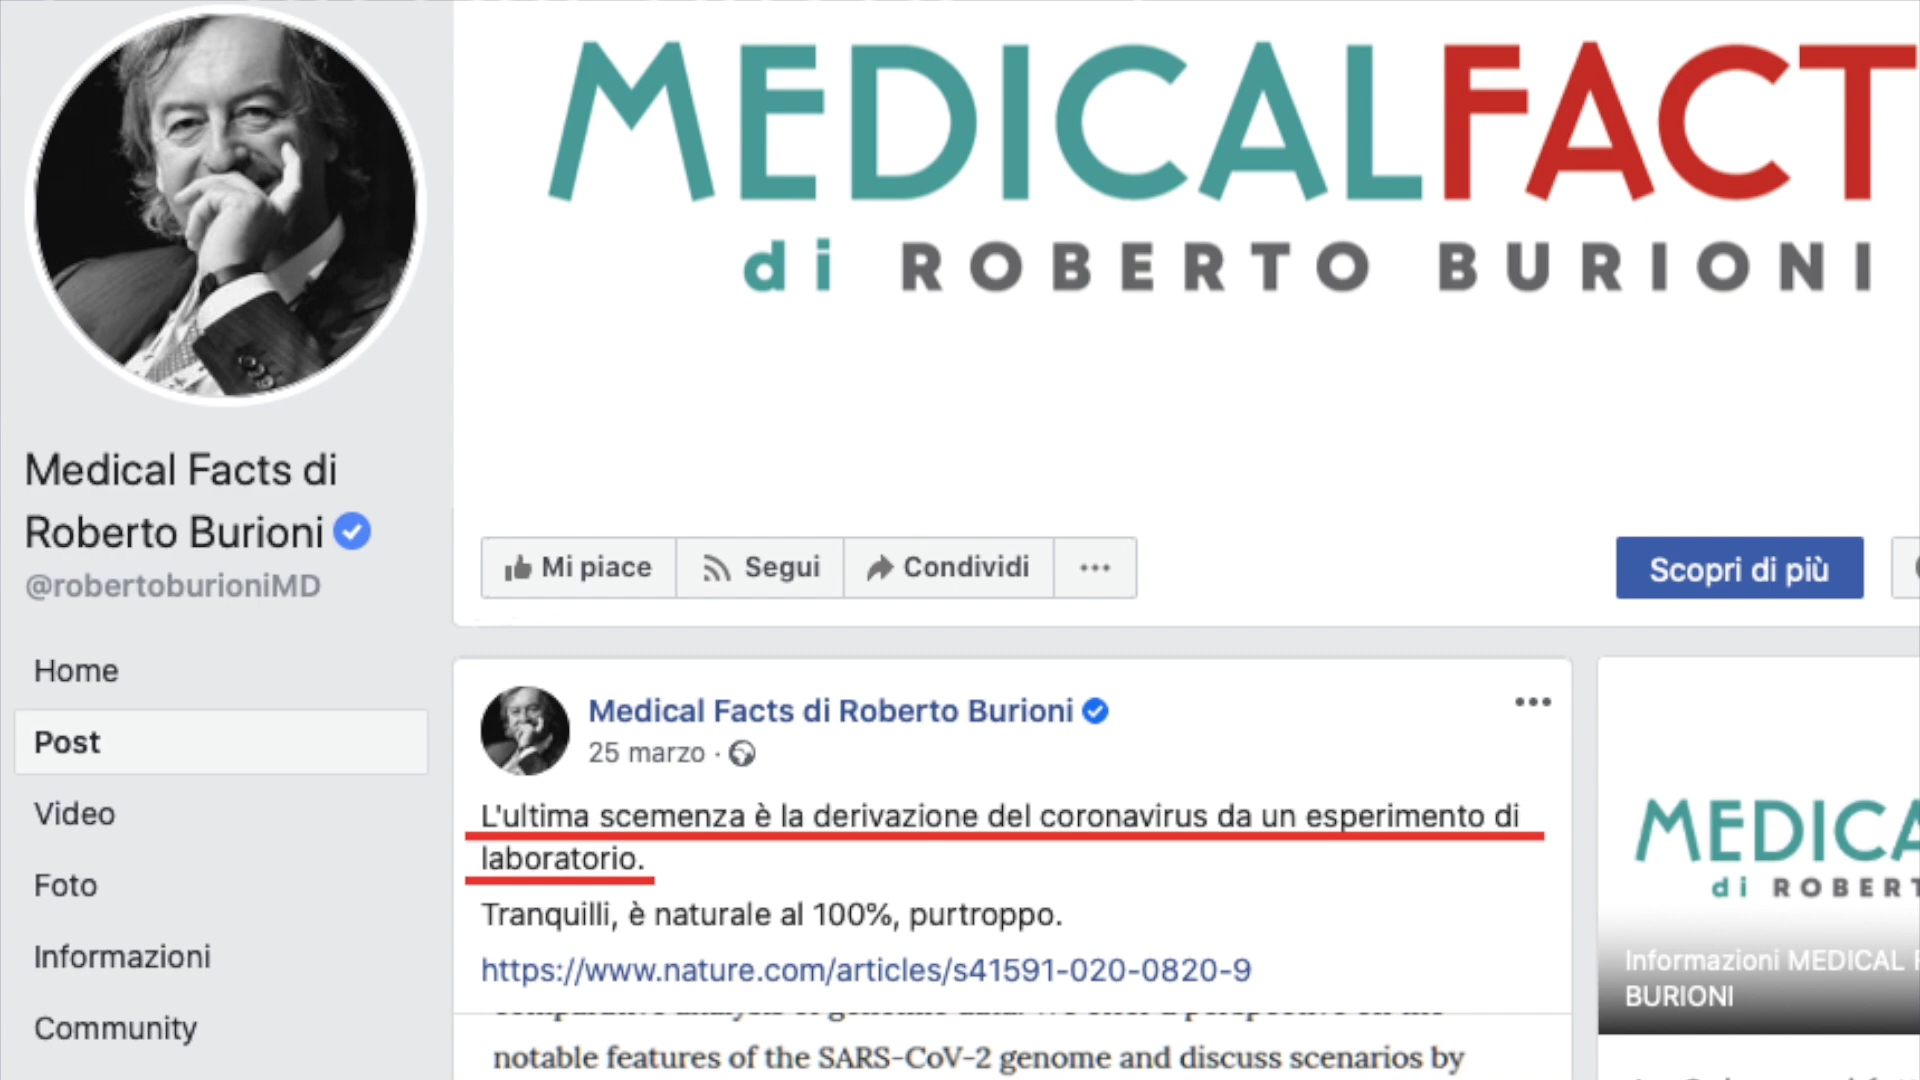 MEDICALFACT
di ROBERTO BURIONI
Medical Facts di
Roberto Burioni
@robertoburioniMD
Home
Post
Video
Foto
Informazioni
Community
Mi piace
Segui
Condividi
Scopri di più
Medical Facts di Roberto Burioni
25 marzo ·
L'ultima scemenza è la derivazione del coronavirus da un esperimento di
laboratorio.
Tranquilli, è naturale al 100%, purtroppo.
https://www.nature.com/articles/s41591-020-0820-9
notable features of the SARS-CoV-2 genome and discuss scenarios by
MEDICA
di ROBERT
Informazioni MEDICAL F
BURIONI